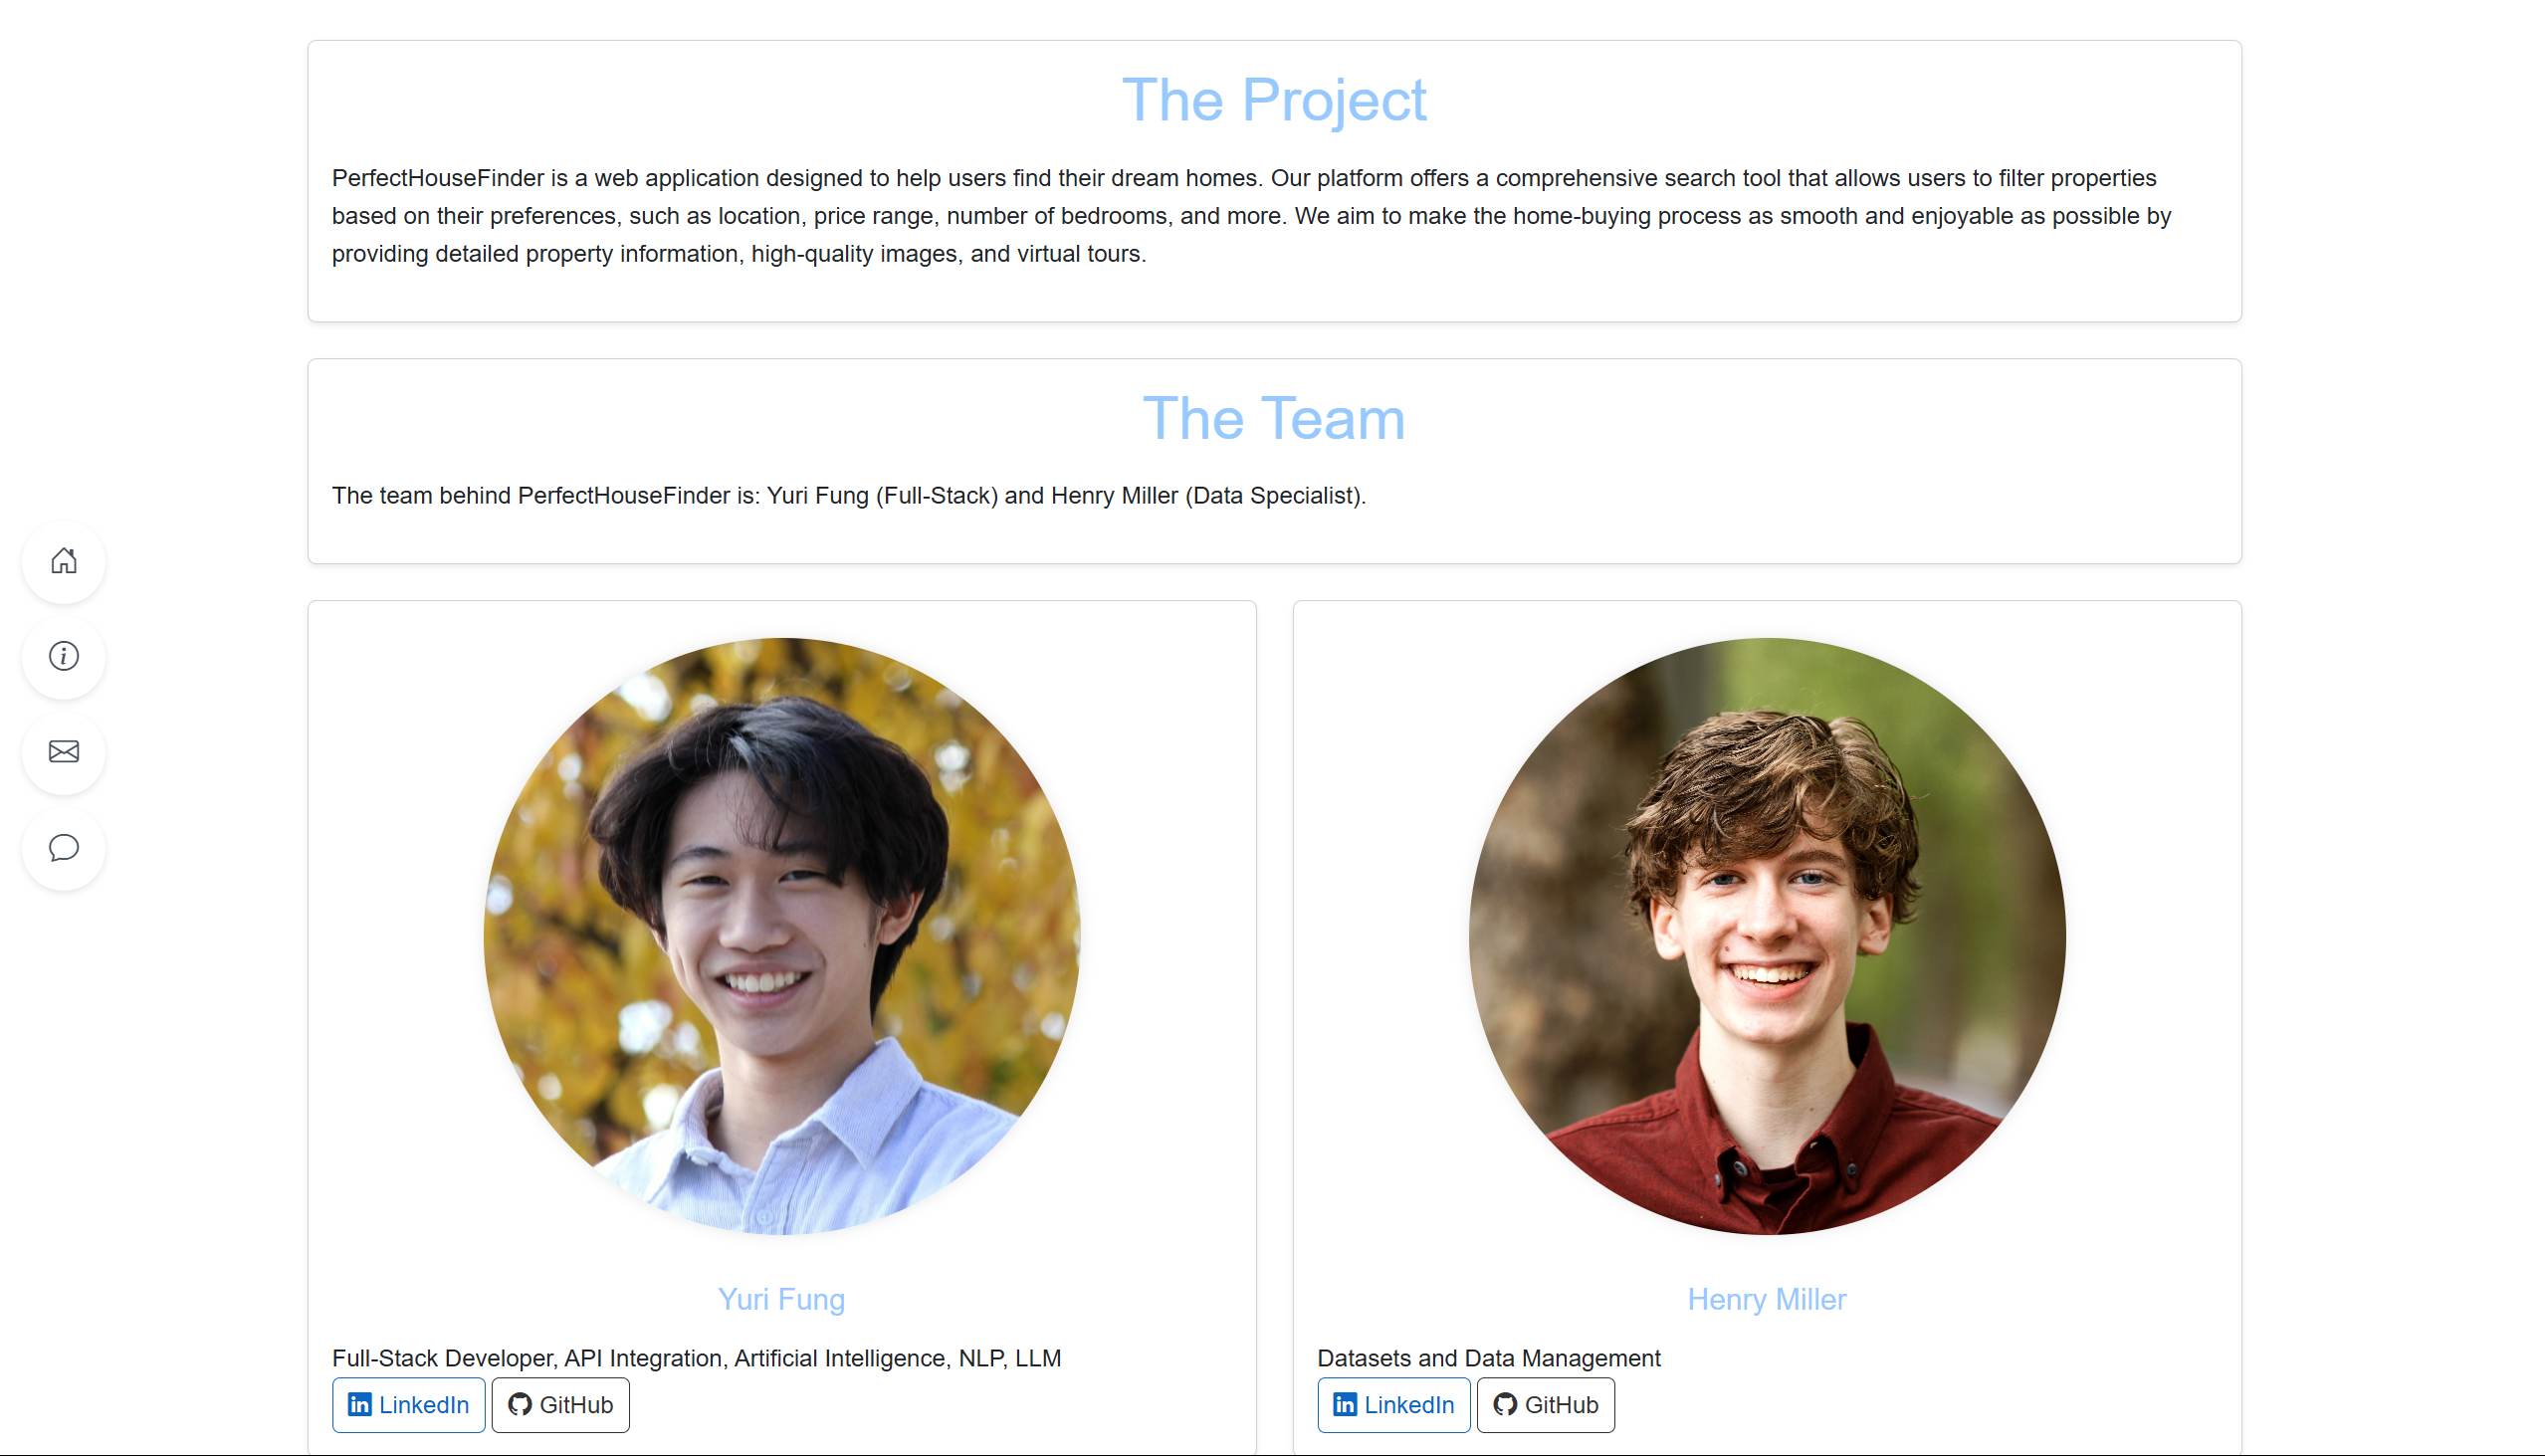 The Project
PerfectHouseFinder is a web application designed to help users find their dream homes. Our platform offers a comprehensive search tool that allows users to filter properties
based on their preferences, such as location, price range, number of bedrooms, and more. We aim to make the home-buying process as smooth and enjoyable as possible by
providing detailed property information, high-quality images, and virtual tours.
The Team
The team behind PerfectHouseFinder is: Yuri Fung (Full-Stack) and Henry Miller (Data Specialist).
Yuri Fung
Full-Stack Developer, API Integration, Artificial Intelligence, NLP, LLM
LinkedIn GitHub
Henry Miller
Datasets and Data Management
LinkedIn GitHub